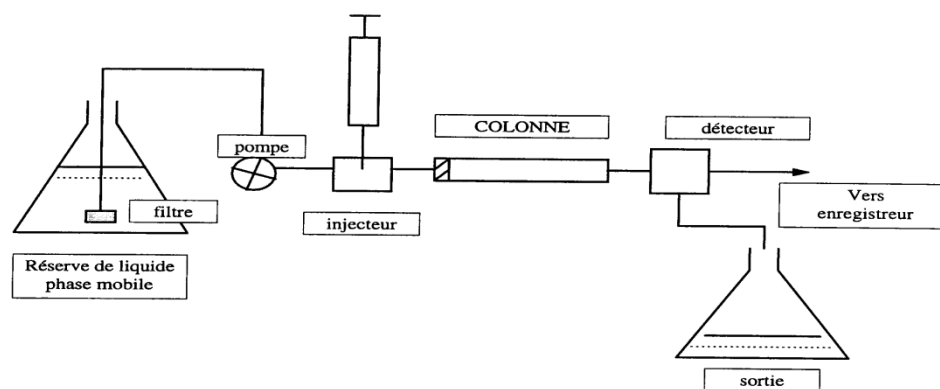 COLONNE
détecteur
pompe
filtre
injecteur
Vers
enregistreur
Réserve de liquide
phase mobile
sortie